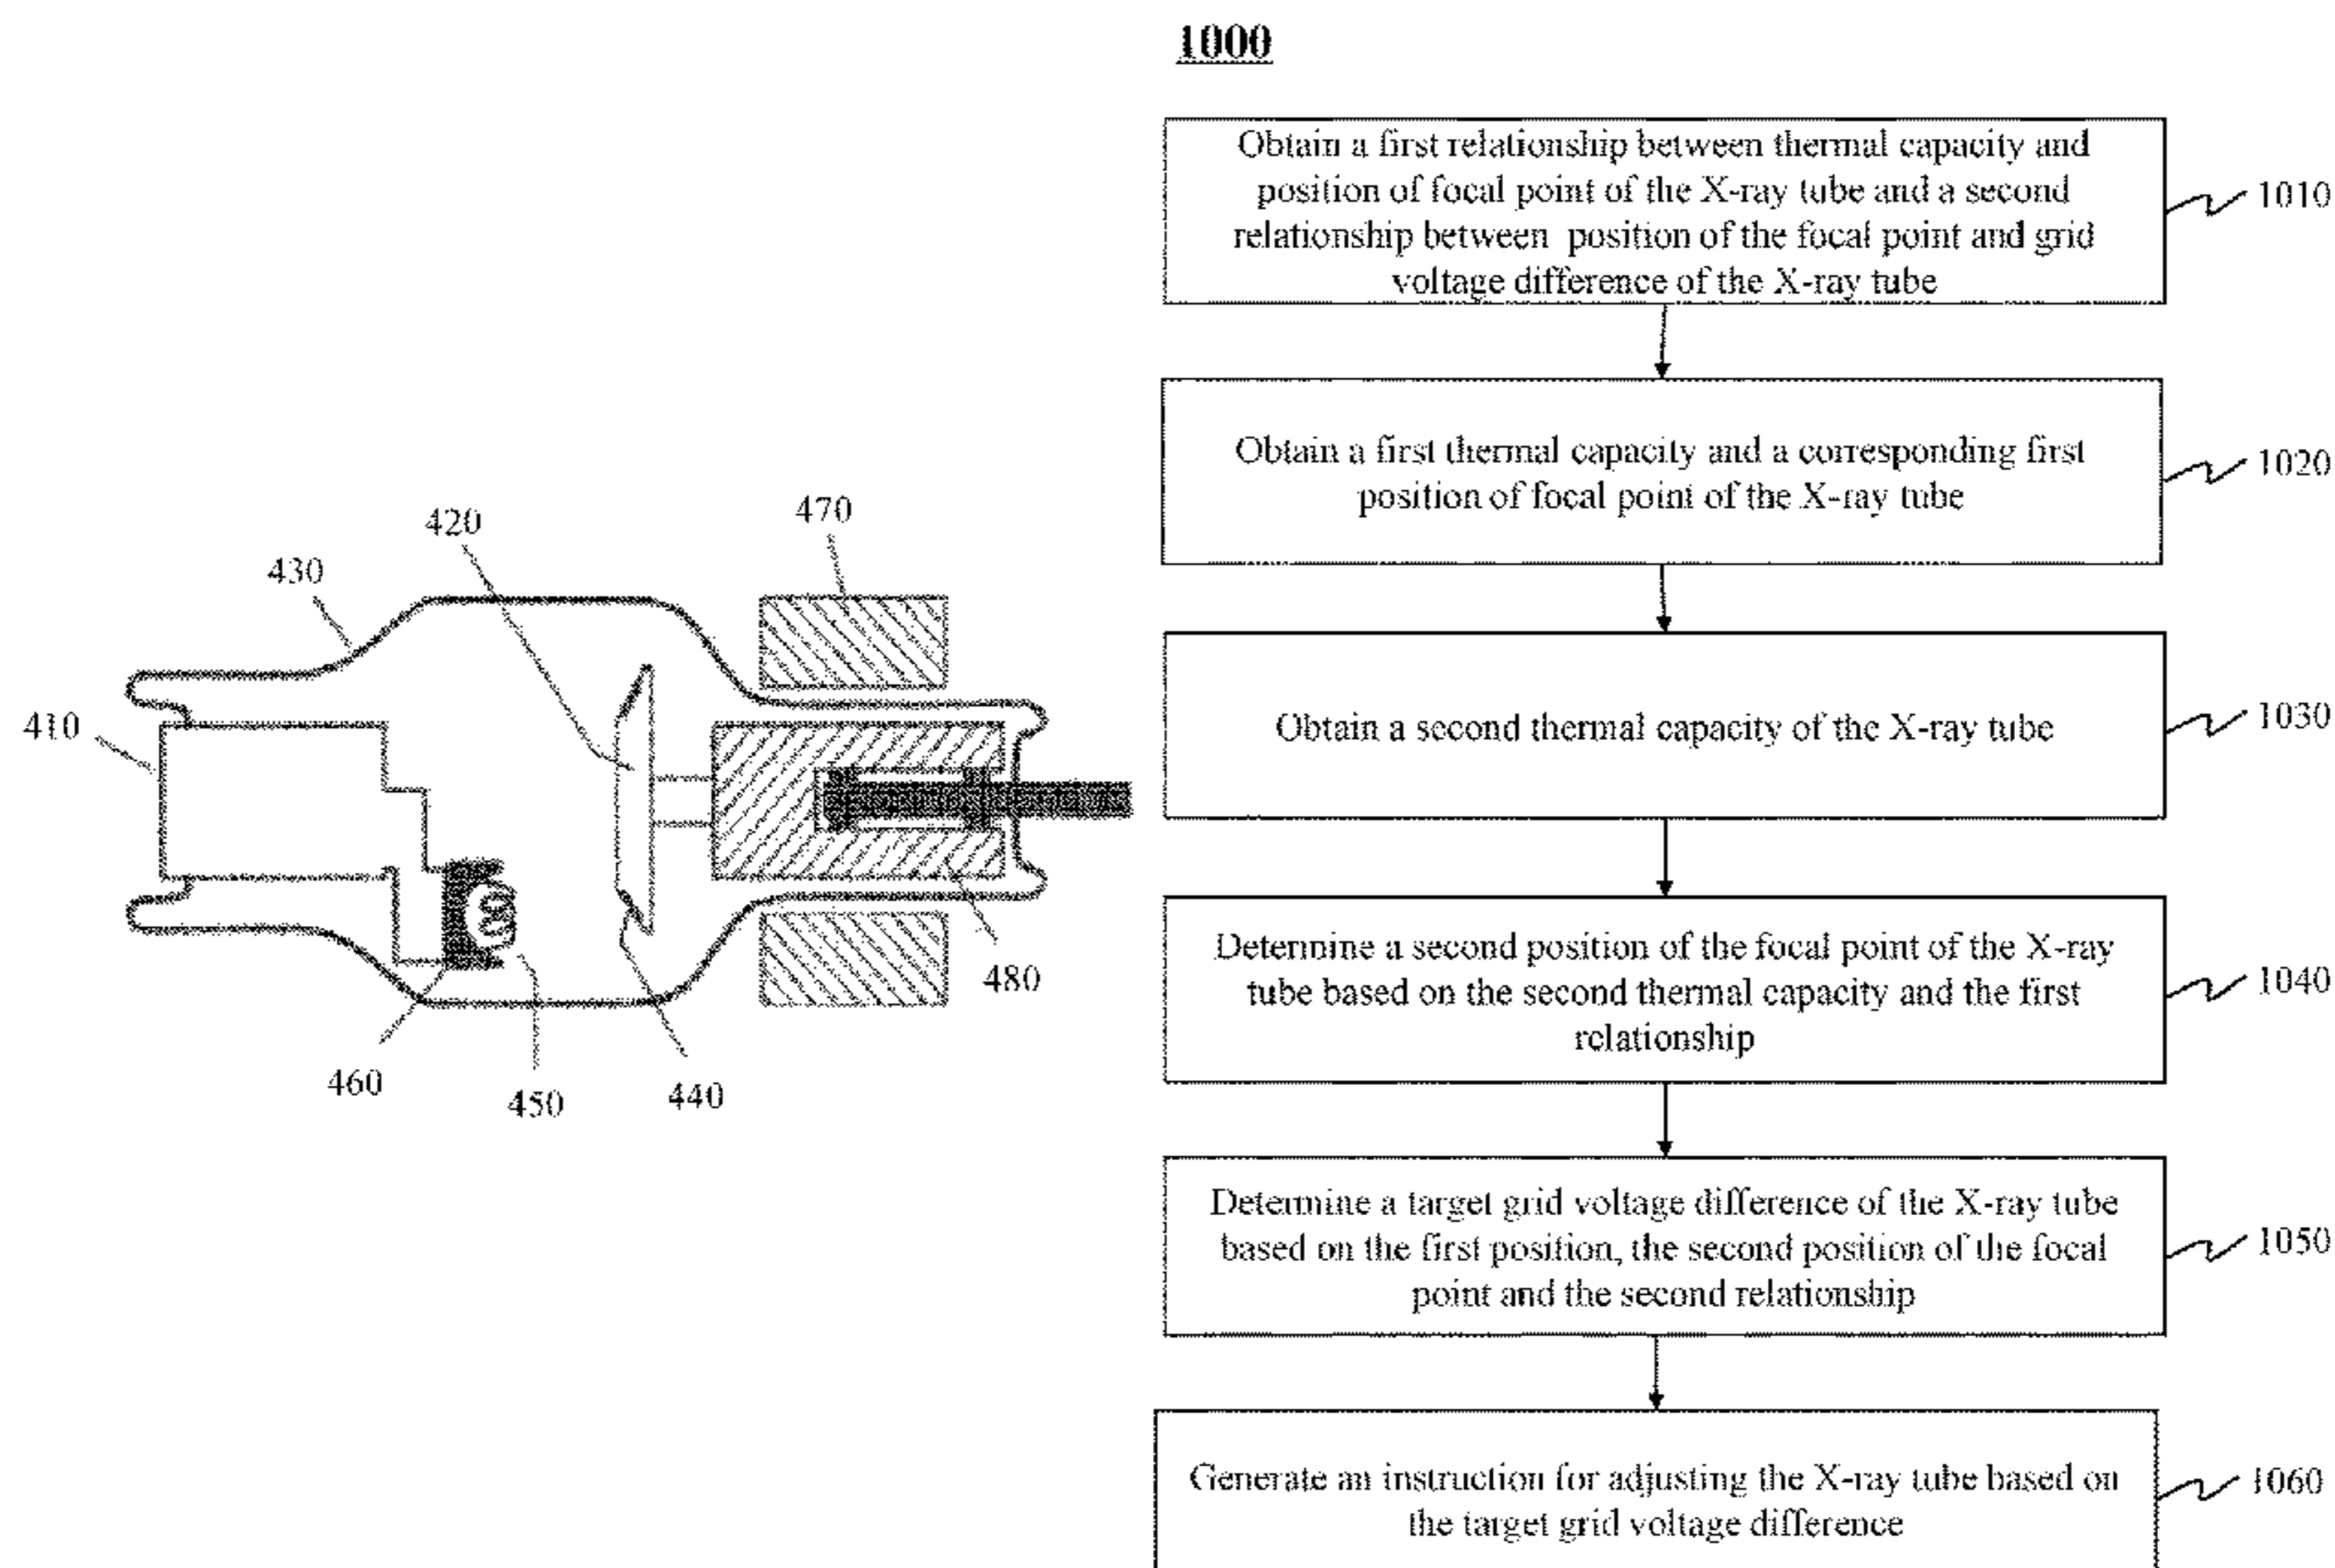 1000
Obtain a first relationship between thermal capacity and
position of focal point of the X-ray tube and a second
relationship between position of the focal point and grid
voltage difference of the X-ray tube
1010
Obtain a first thermal capacity and a corresponding first
position of focal point of the X-ray tube
1020
Obtain a second thermal capacity of the X-ray tube
1030
Determine a second position of the focal point of the X-ray
tube based on the second thermal capacity and the first
relationship
1040
Determine a target grid voltage difference of the X-ray tube
based on the first position, the second position of the focal
point and the second relationship
1050
Generate an instruction for adjusting the X-ray tube based on
the target grid voltage difference
1060
470
420
430
410
480
460
450
440